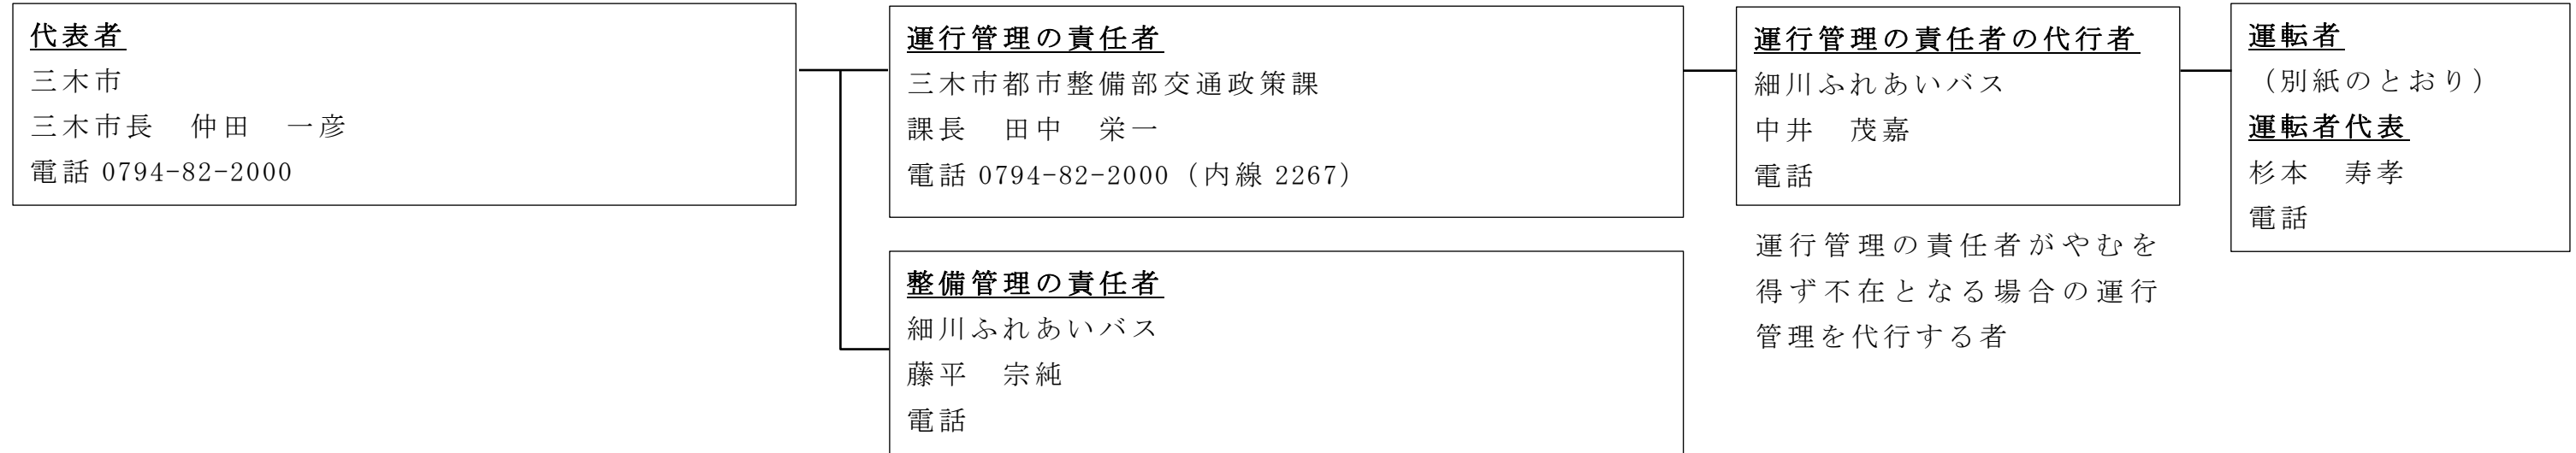 代表者
三木市
三木市長　仲田　一彦
電話 0794-82-2000
運行管理の責任者
三木市都市整備部交通政策課
課長　田中　栄一
電話 0794-82-2000（内線 2267）
整備管理の責任者
細川ふれあいバス
藤平　宗純
電話
運行管理の責任者の代行者
細川ふれあいバス
中井　茂嘉
電話
運行管理の責任者がやむを
得ず不在となる場合の運行
管理を代行する者
運転者
（別紙のとおり）
運転者代表
杉本　寿孝
電話